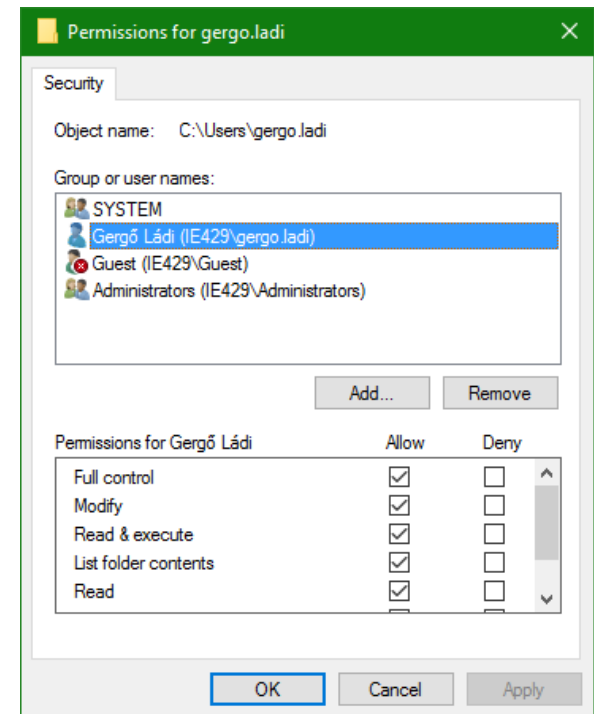 Permissions for gergo.ladi
Security
Object name: C:\Users\gergo.ladi
Group or user names:
SYSTEM
Gergő Ládi (IE429\gergo.ladi)
Guest (IE429\Guest)
Administrators (IE429\Administrators)
Add... Remove
Permissions for Gergő Ládi Allow Deny
Full control
Modify
Read & execute
List folder contents
Read
OK Cancel Apply